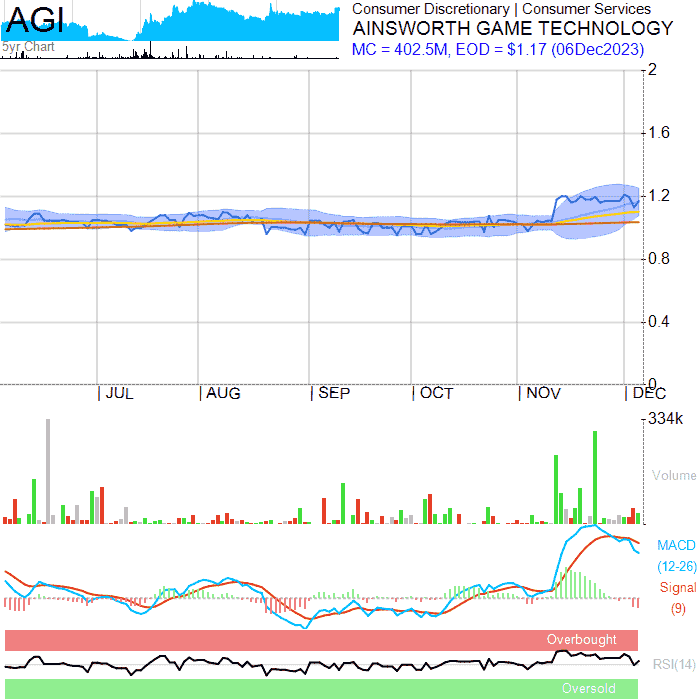 AGI
5yr Chart
Consumer Discretionary | Consumer Services
AINSWORTH GAME TECHNOLOGY
MC = 402.5M, EOD = $1.17 (06Dec2023)
2
1.6
1.2
0.8
0.4
0
| JUL | AUG | SEP | OCT | NOV | DEC
334k
Volume
MACD
(12-26)
Signal
(9)
Overbought
RSI(14)
Oversold